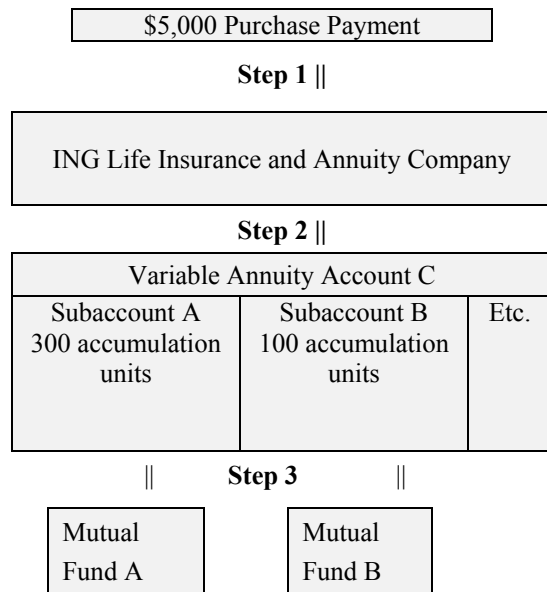 $5,000 Purchase Payment
Step 1 ||
ING Life Insurance and Annuity Company
Step 2 ||
Variable Annuity Account C
Subaccount A
300 accumulation
units
Subaccount B
100 accumulation
units
Etc.
|| Step 3 ||
Mutual
Fund A
Mutual
Fund B